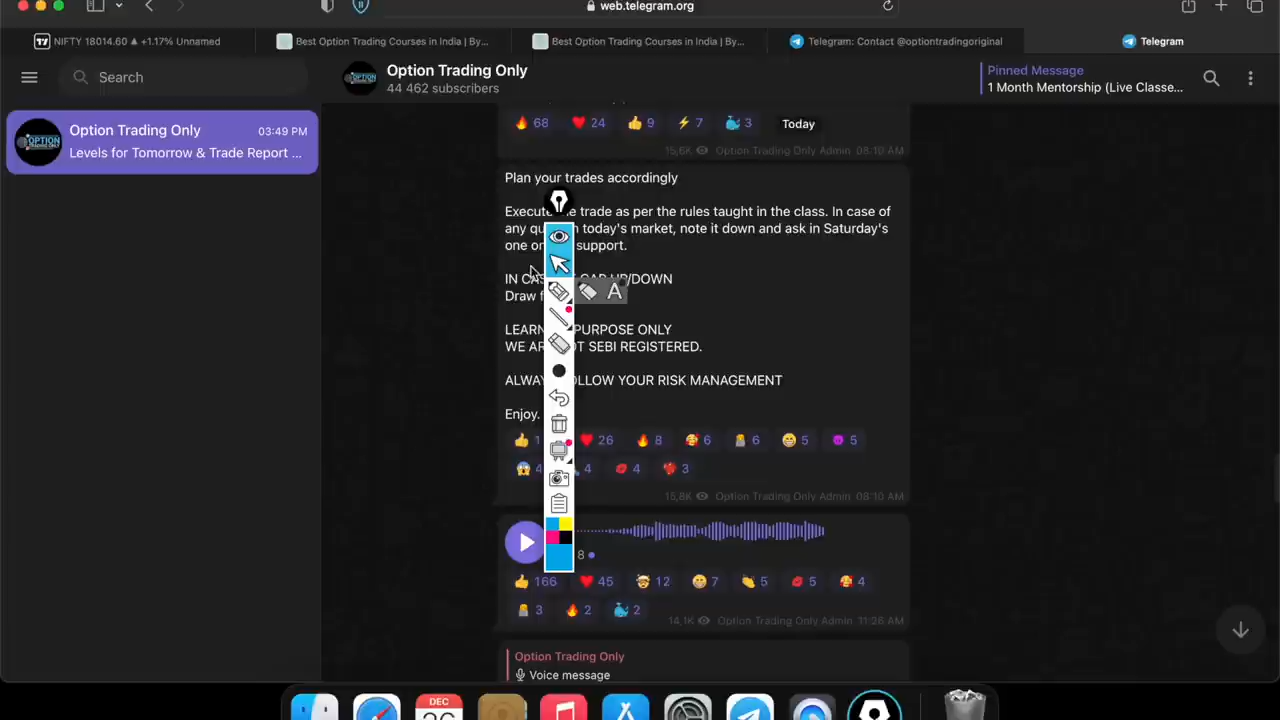 web.telegram.org
NIFTY 18014.60 ▲ +1.17% Unnamed
Best Option Trading Courses in India | By...
Best Option Trading Courses in India | By...
Telegram: Contact @optiontradingoriginal
Telegram
Search
Option Trading Only
44 462 subscribers
Pinned Message
1 Month Mentorship (Live Classe...
Option Trading Only
03:49 PM
Levels for Tomorrow & Trade Report ...
68 24 9 7 3
Today
15,6K Option Trading Only Admin 08:10 AM
Plan your trades accordingly
Execute trade as per the rules taught in the class. In case of
any today's market, note it down and ask in Saturday's
one support.
IN UP/DOWN
Draw
A
LEARN PURPOSE ONLY
WE SEBI REGISTERED.
YOUR RISK MANAGEMENT
Enjoy.
26 8 6 6 5 5
4 4 4 3
15,8K Option Trading Only Admin 08:10 AM
8
166 45 12 7 5 5 4
3 2 2
14,1K Option Trading Only Admin 11:26 AM
Option Trading Only
Voice message
DEC